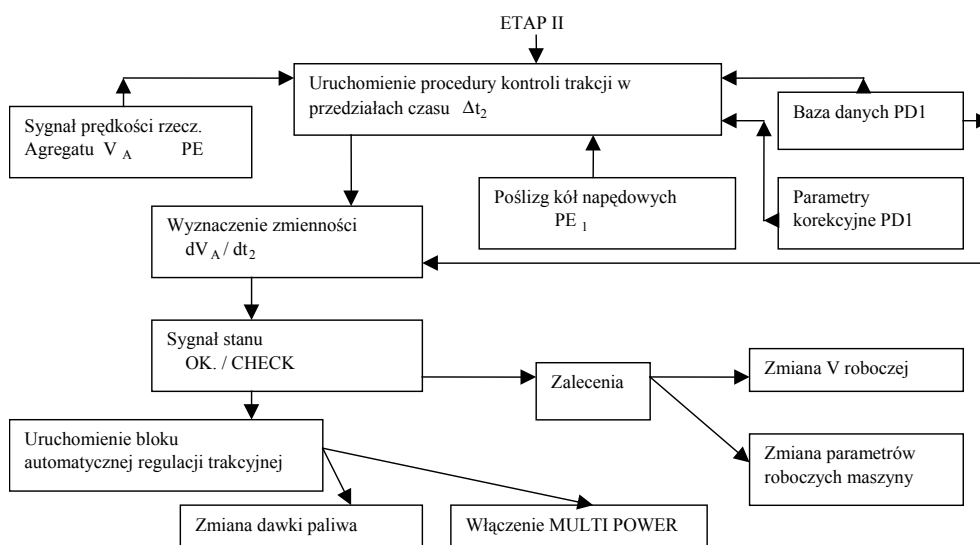 ETAP II
Uruchomienie procedury kontroli trakcji w
przedziałach czasu Δt2
Sygnał prędkości rzecz.
Agregatu V A PE
Baza danych PD1
Poślizg kół napędowych
PE 1
Parametry
korekcyjne PD1
Wyznaczenie zmienności
dVA / dt2
Sygnał stanu
OK. / CHECK
Zalecenia
Zmiana V roboczej
Uruchomienie bloku
automatycznej regulacji trakcyjnej
Zmiana parametrów
roboczych maszyny
Zmiana dawki paliwa
Włączenie MULTI POWER